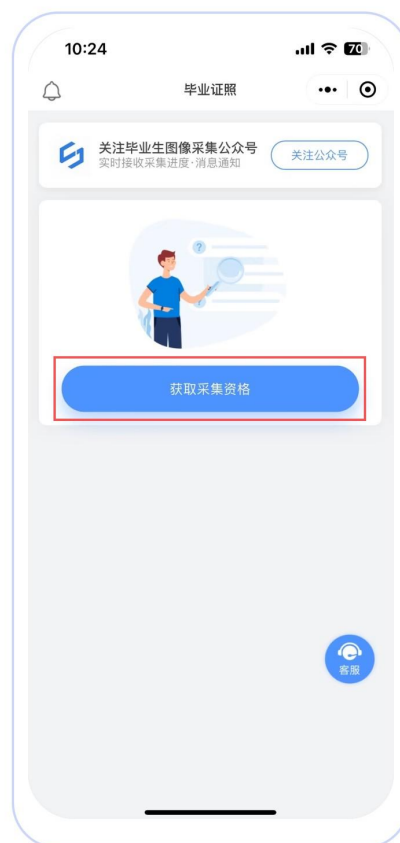 10:24
70
毕业证照
关注毕业生图像采集公众号
实时接收采集进度·消息通知
关注公众号
?
获取采集资格
客服